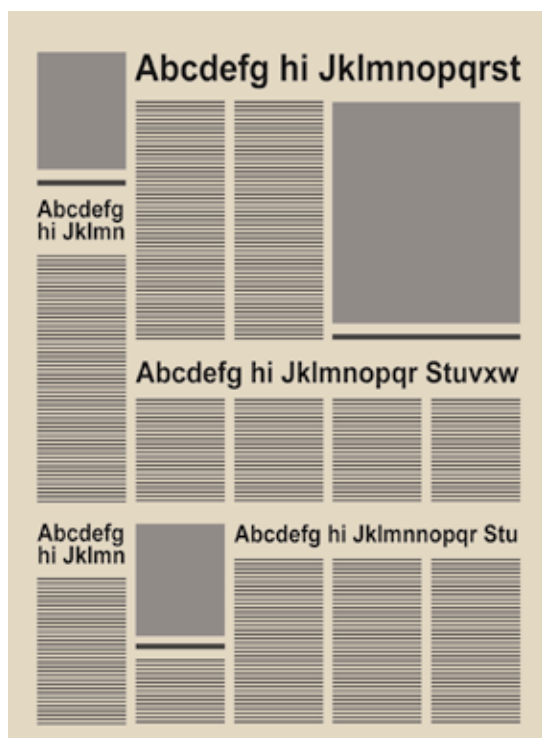 Abcdefg hi Jklmnopqrst
Abcdefg
hi Jklmn
Abcdefg hi Jklmnopqr Stuvxw
Abcdefg
hi Jklmn
Abcdefg hi Jklmnnopqr Stu